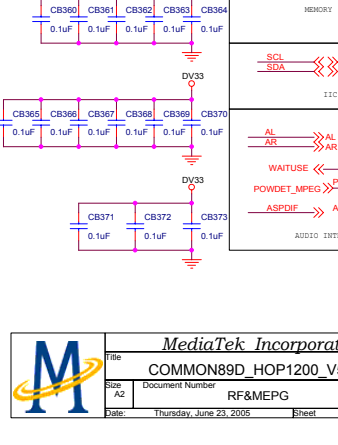 CB360 CB361 CB362 CB363 CB364
0.1uF 0.1uF 0.1uF 0.1uF 0.1uF
MEMORY
DV33
SCL
SDA
IIC
CB365 CB366 CB367 CB368 CB369 CB370
0.1uF 0.1uF 0.1uF 0.1uF 0.1uF 0.1uF
AL AL
AR AR
WAITUSE
DV33
POWDET_MPEG
ASPDIF
CB371 CB372 CB373
0.1uF 0.1uF 0.1uF
AUDIO INT
MediaTek Incorporat
Title
COMMON89D_HOP1200_V
Size Document Number
A2 RF&MEPG
Date: Thursday, June 23, 2005 Sheet